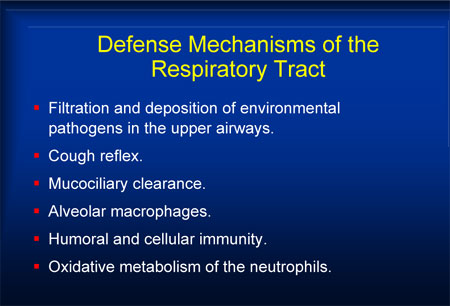 Defense Mechanisms of the
Respiratory Tract
Filtration and deposition of environmental
pathogens in the upper airways.
Cough reflex.
Mucociliary clearance.
Alveolar macrophages.
Humoral and cellular immunity.
Oxidative metabolism of the neutrophils.